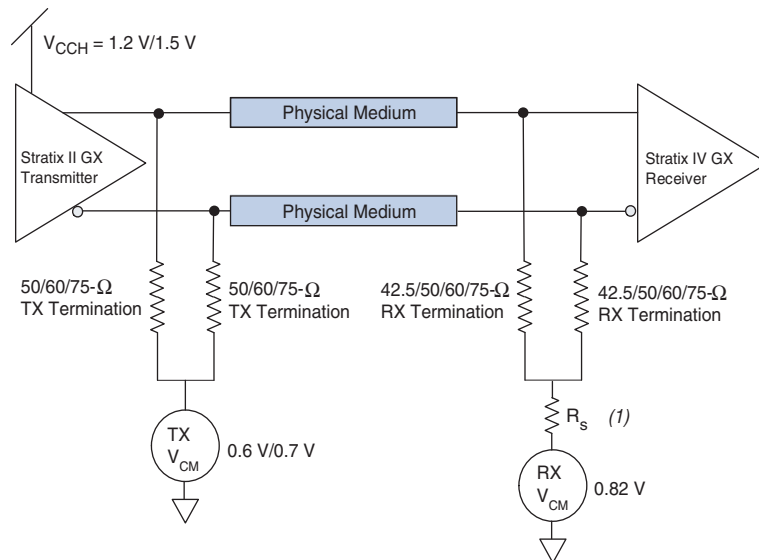 V_CCH = 1.2 V/1.5 V
Physical Medium
Stratix II GX
Transmitter
Stratix IV GX
Receiver
Physical Medium
50/60/75-Ω
TX Termination
50/60/75-Ω
TX Termination
42.5/50/60/75-Ω
RX Termination
42.5/50/60/75-Ω
RX Termination
R_s (1)
TX
V_CM
0.6 V/0.7 V
RX
V_CM
0.82 V